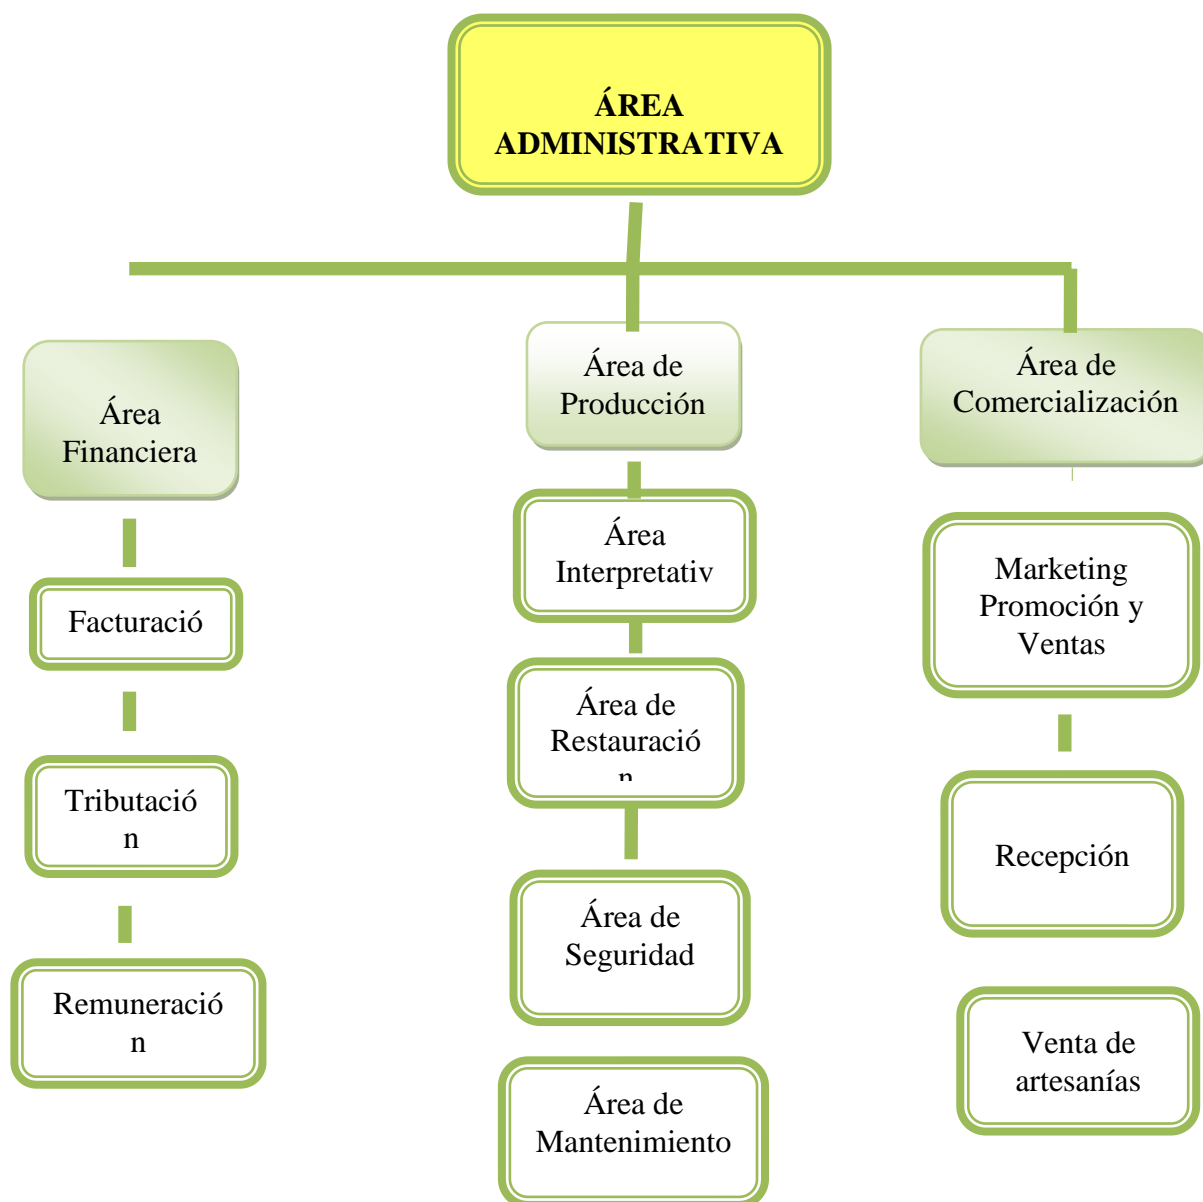 ÁREA
ADMINISTRATIVA
Área
Financiera
Facturació
Tributació
n
Remuneració
n
Área de
Producción
Área
Interpretativ
Área de
Restauració
n
Área de
Seguridad
Área de
Mantenimiento
Área de
Comercialización
Marketing
Promoción y
Ventas
Recepción
Venta de
artesanías